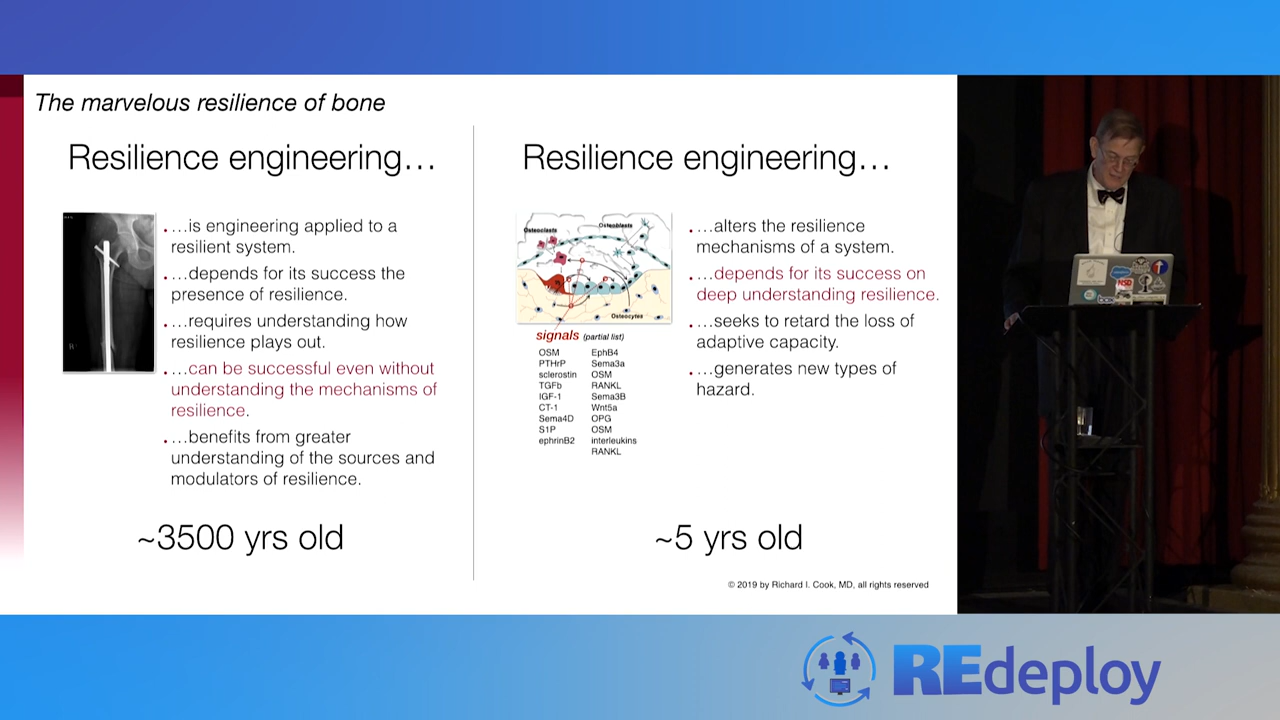 The marvelous resilience of bone
Resilience engineering…
…is engineering applied to a
resilient system.
…depends for its success the
presence of resilience.
…requires understanding how
resilience plays out.
…can be successful even without
understanding the mechanisms of
resilience.
…benefits from greater
understanding of the sources and
modulators of resilience.
~3500 yrs old
Resilience engineering…
Osteoclasts
Osteoblasts
Osteocytes
signals (partial list)
OSM
PTHrP
sclerostin
TGFb
IGF-1
CT-1
Sema4D
S1P
ephrinB2
EphB4
Sema3a
OSM
RANKL
Sema3B
Wnt5a
OPG
OSM
interleukins
RANKL
…alters the resilience
mechanisms of a system.
…depends for its success on
deep understanding resilience.
…seeks to retard the loss of
adaptive capacity.
…generates new types of
hazard.
~5 yrs old
© 2019 by Richard I. Cook, MD, all rights reserved
NSD
REdeploy